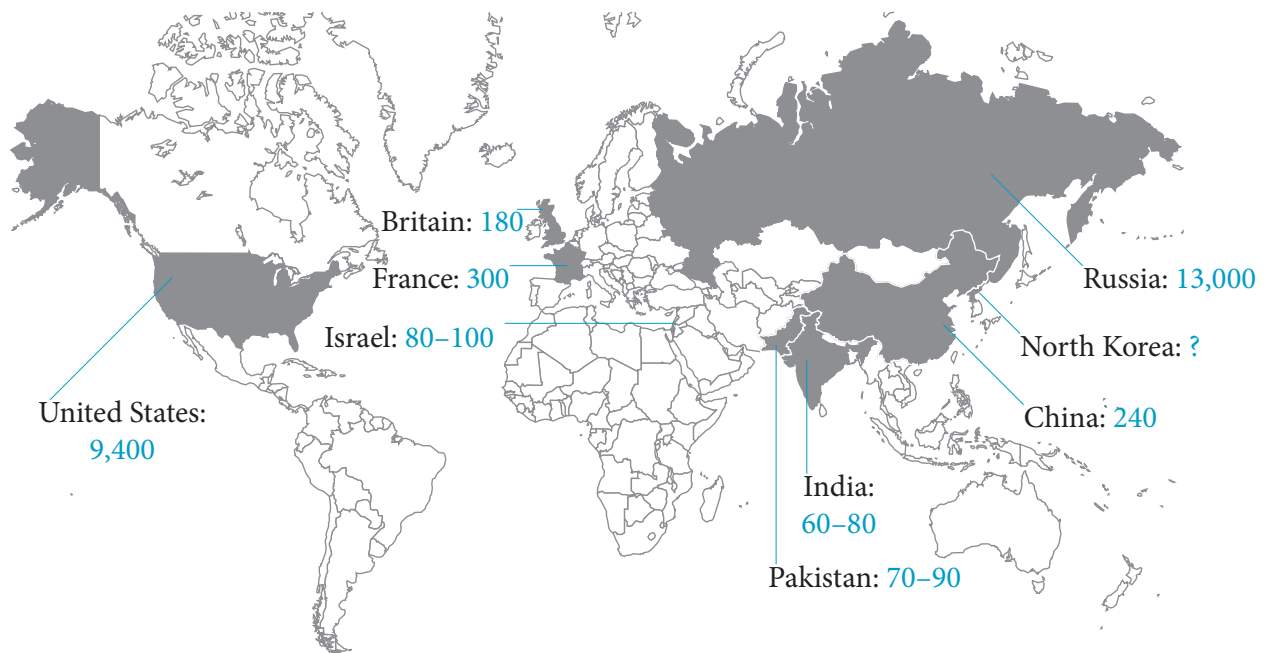 Britain: 180
France: 300
Russia: 13,000
Israel: 80–100
North Korea: ?
United States:
9,400
China: 240
India:
60–80
Pakistan: 70–90